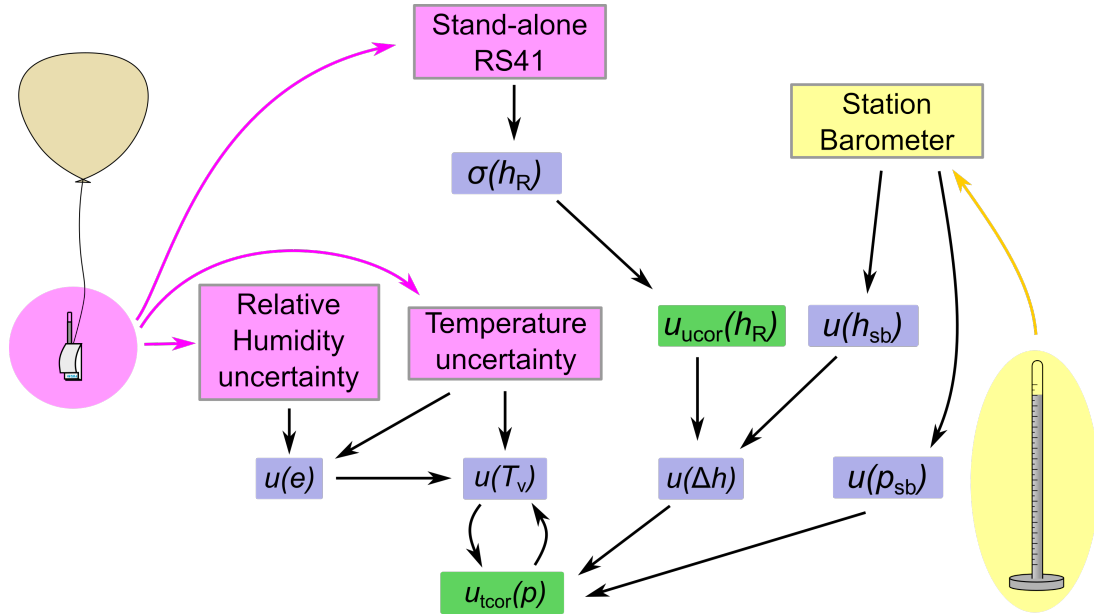 Stand-alone
RS41
Station
Barometer
σ(hR)
Relative
Humidity
uncertainty
Temperature
uncertainty
uucor(hR)
u(hsb)
u(e)
u(Tv)
u(Δh)
u(psb)
utcor(p)